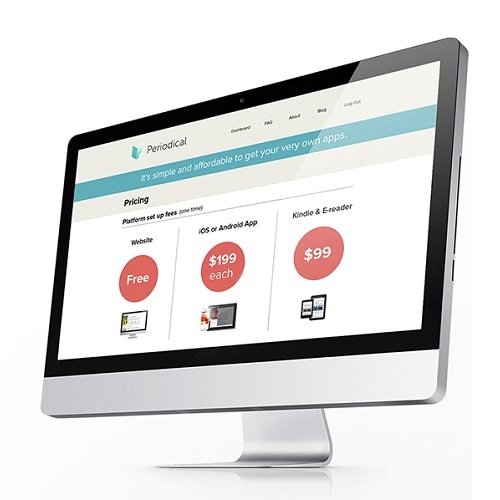 Periodical
Dashboard FAQ About Blog Log Out
It's simple and affordable to get your very own apps.
Pricing
Platform set up fees (one time)
Website
iOS or Android App
Kindle & E-reader
Free
$199
each
$99